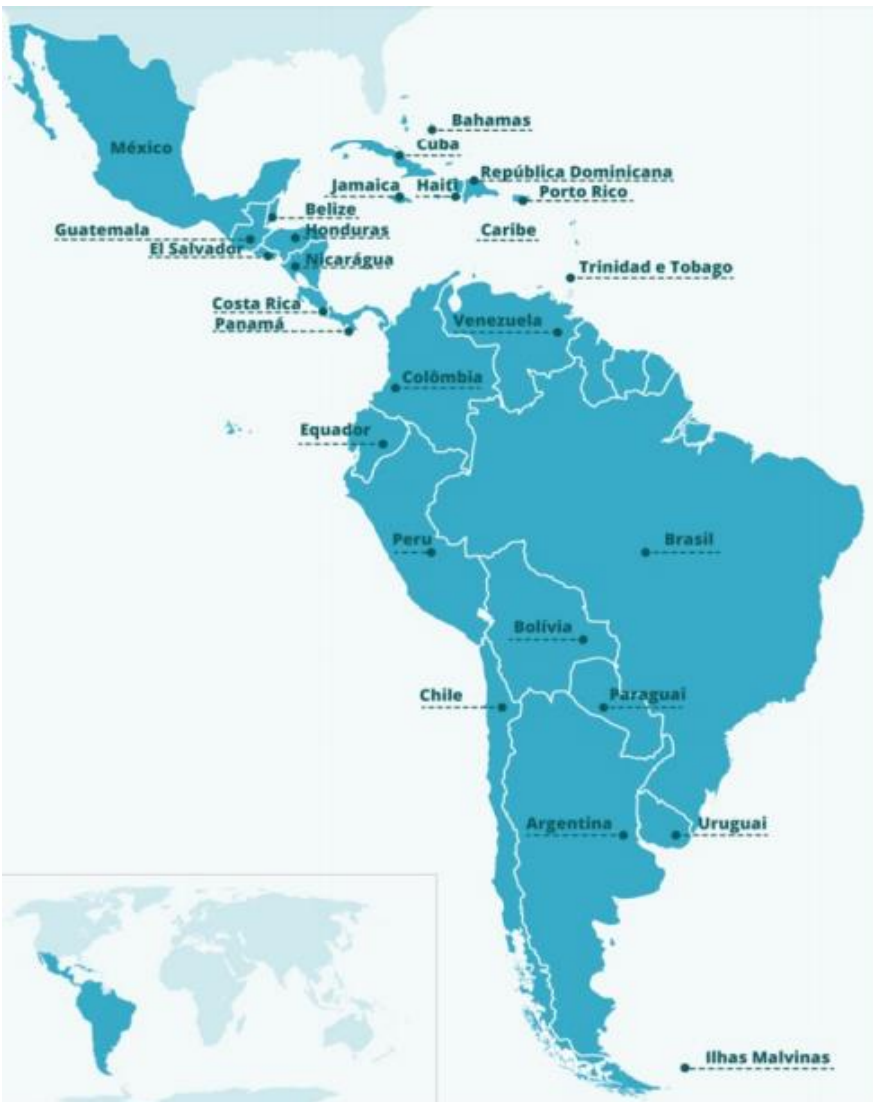 Bahamas
Cuba
México
República Dominicana
Jamaica
Haiti
Porto Rico
Belize
Guatemala
Honduras
Caribe
El Salvador
Nicarágua
Trinidad e Tobago
Costa Rica
Panamá
Venezuela
Colômbia
Equador
Peru
Brasil
Bolívia
Chile
Paraguai
Argentina
Uruguai
Ilhas Malvinas